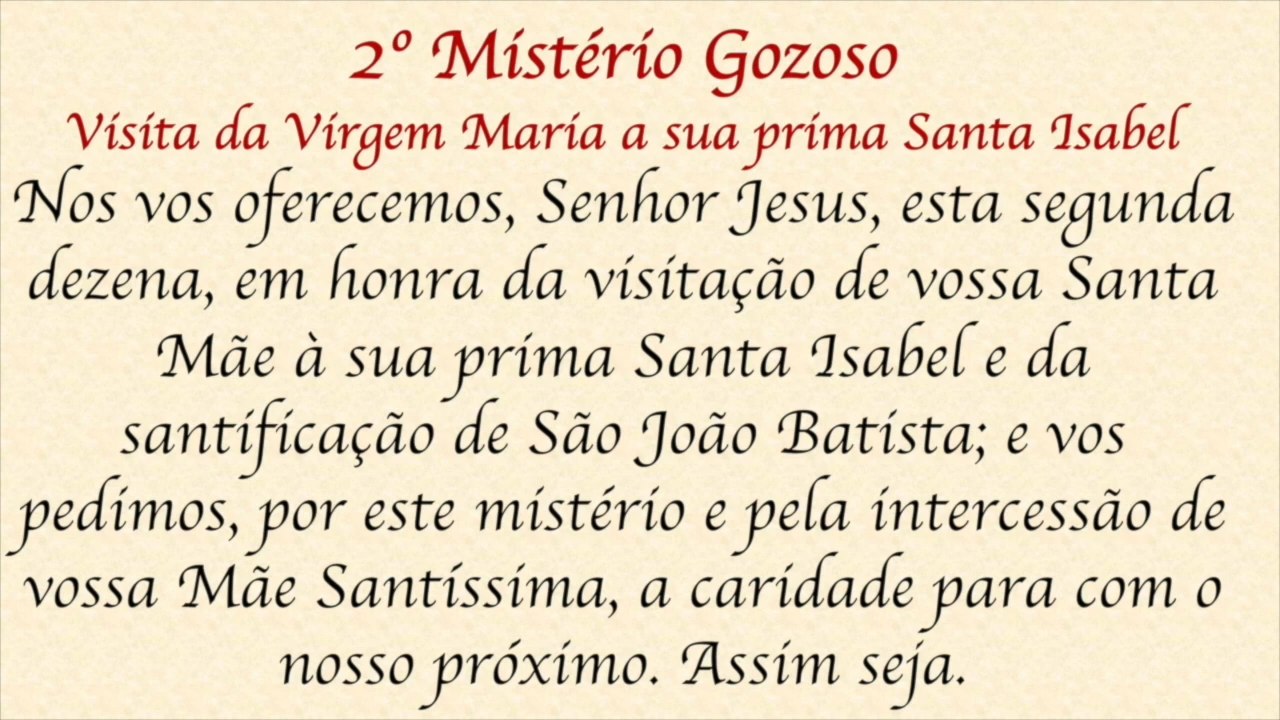 2º Mistério Gozoso
Visita da Virgem Maria a sua prima Santa Isabel
Nos vos oferecemos, Senhor Jesus, esta segunda
dezena, em honra da visitação de vossa Santa
Mãe à sua prima Santa Isabel e da
santificação de São João Batista; e vos
pedimos, por este mistério e pela intercessão de
vossa Mãe Santíssima, a caridade para com o
nosso próximo. Assim seja.